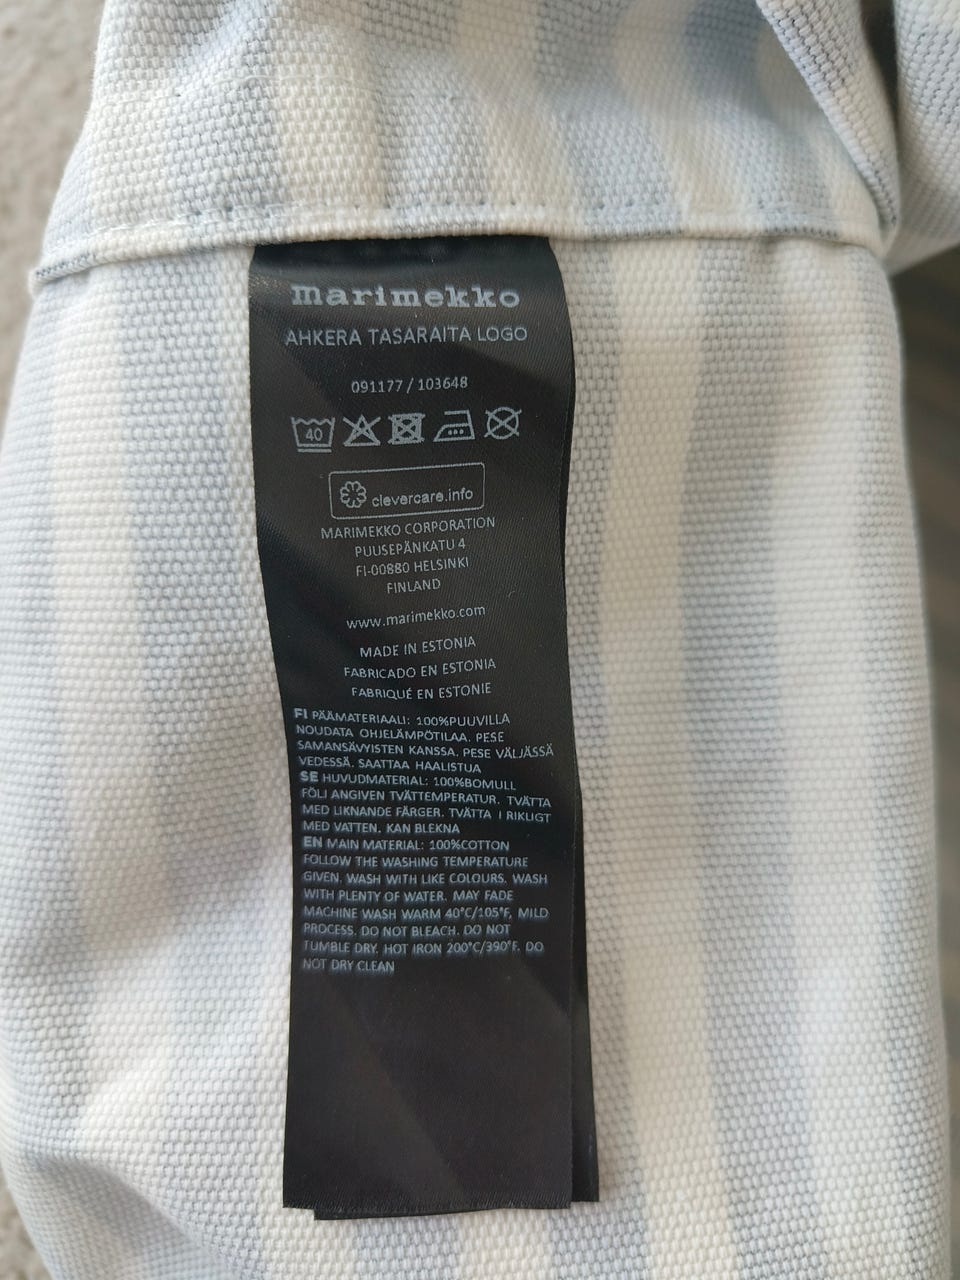 marimekko
AHKERA TASARAITA LOGO
091177 / 103648
40
clevercare.info
MARIMEKKO CORPORATION
PUUSEPÄNKATU 4
FI-00880 HELSINKI
FINLAND
www.marimekko.com
MADE IN ESTONIA
FABRICADO EN ESTONIA
FABRIQUÉ EN ESTONIE
FI PÄÄMATERIAALI: 100%PUUVILLA
NOUDATA OHJELÄMPÖTILAA. PESE
SAMANSÄVYISTEN KANSSA. PESE VÄLJÄSSÄ
VEDESSÄ. SAATTAA HAALISTUA
SE HUVUDMATERIAL: 100%BOMULL
FÖLJ ANGIVEN TVÄTTEMPERATUR. TVÄTTA
MED LIKNANDE FÄRGER. TVÄTTA I RIKLIGT
MED VATTEN. KAN BLEKNA
EN MAIN MATERIAL: 100%COTTON
FOLLOW THE WASHING TEMPERATURE
GIVEN. WASH WITH LIKE COLOURS. WASH
WITH PLENTY OF WATER. MAY FADE
MACHINE WASH WARM 40°C/105°F, MILD
PROCESS. DO NOT BLEACH. DO NOT
TUMBLE DRY. HOT IRON 200°C/390°F. DO
NOT DRY CLEAN